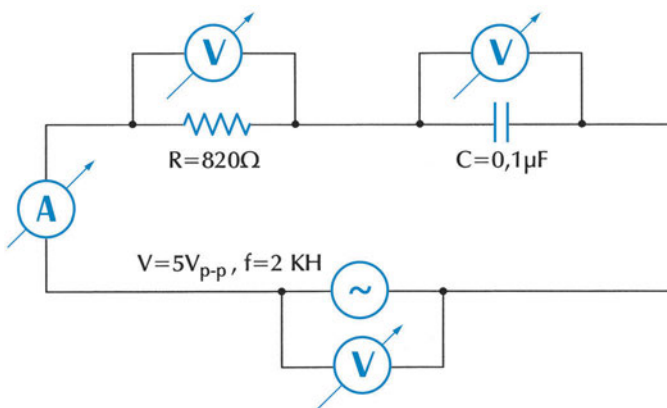 V
V
R=820Ω
C=0,1µF
A
V=5Vp-p , f=2 KH
~
V